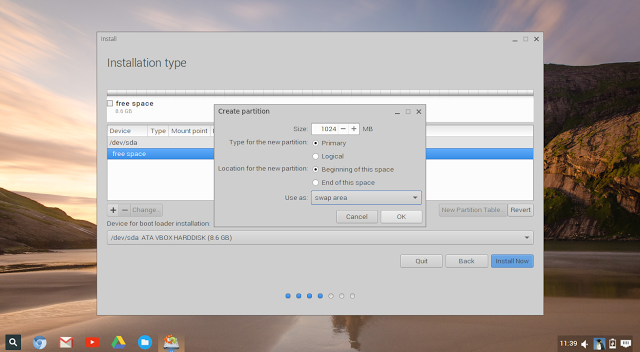 Install
Installation type
free space
8.6 GB
Device Type Mount point
/dev/sda
free space
Create partition
Size: 1024 − + MB
Type for the new partition: Primary
Logical
Location for the new partition: Beginning of this space
End of this space
Use as: swap area
Cancel OK
+ − Change... New Partition Table... Revert
Device for boot loader installation:
/dev/sda ATA VBOX HARDDISK (8.6 GB)
Quit Back Install Now
11:39